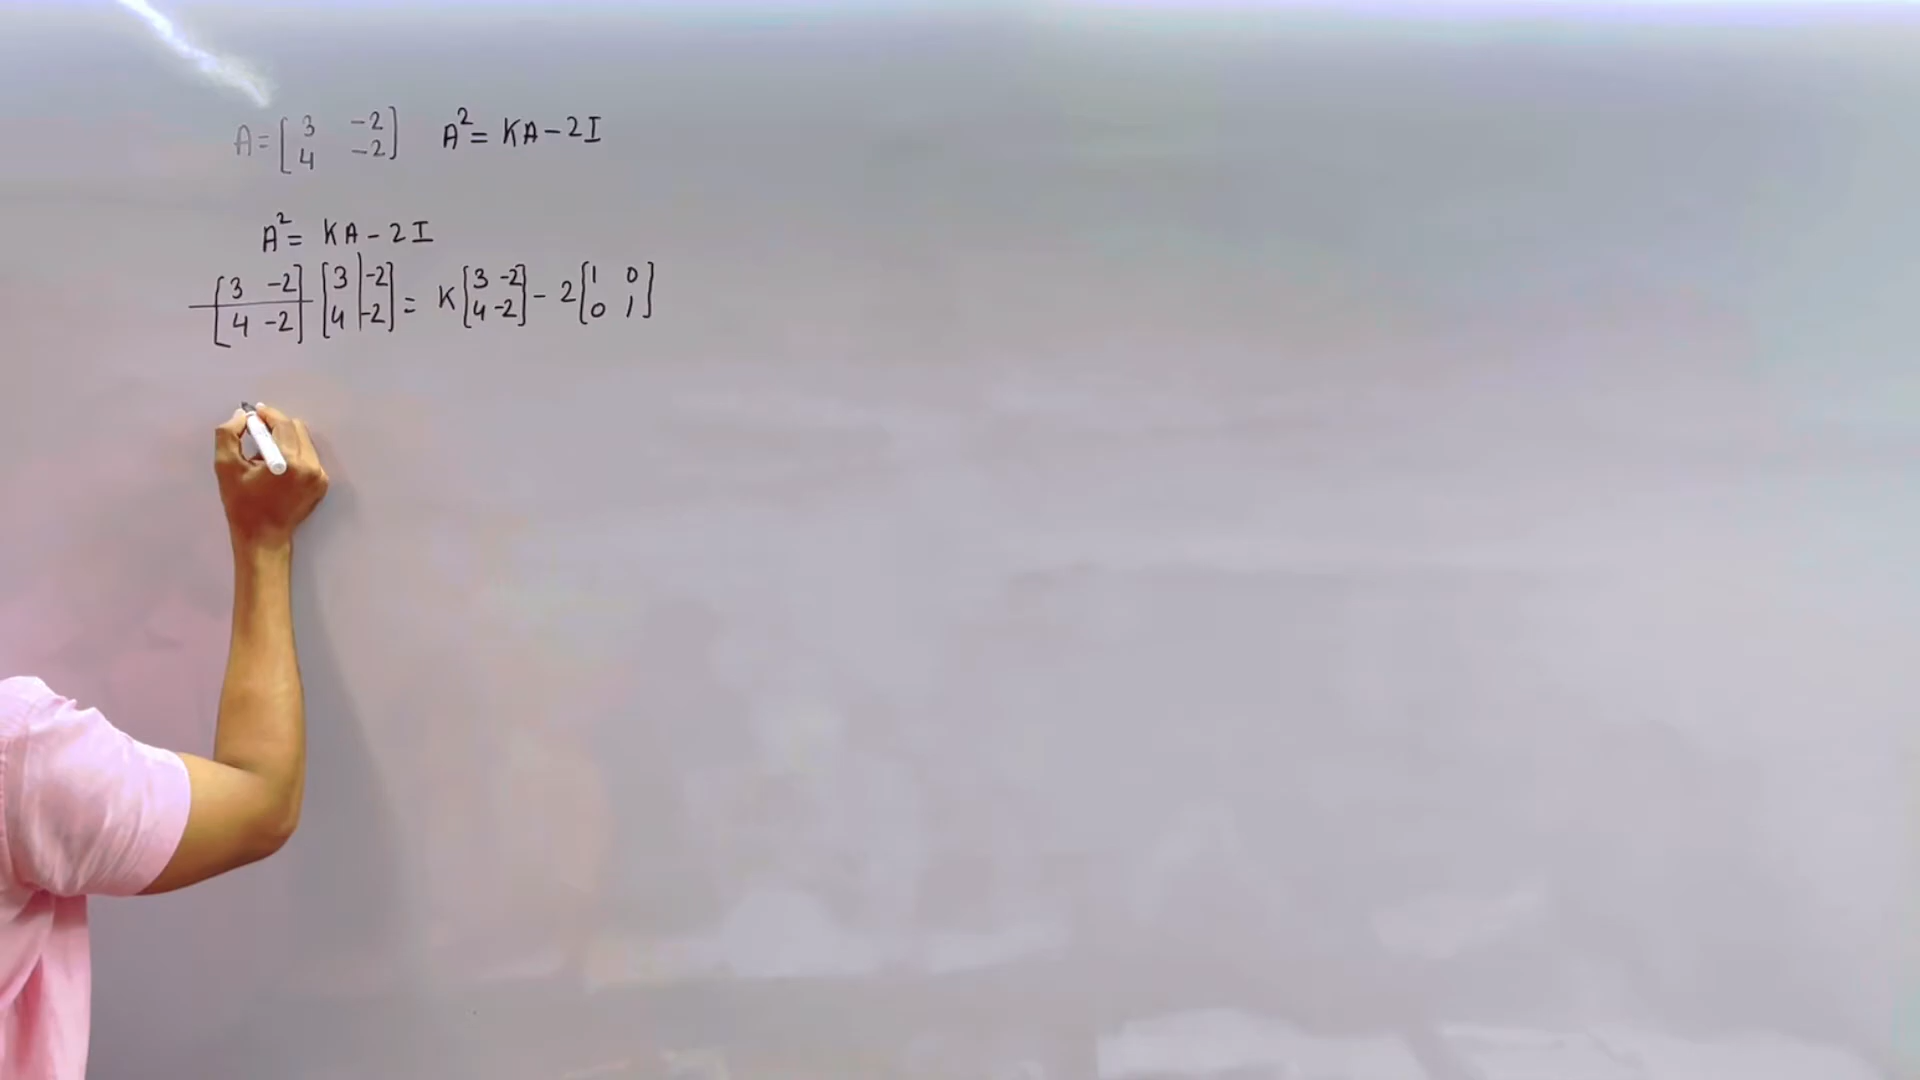 A = [3 -2; 4 -2] A² = KA - 2I
A² = KA - 2I
[3 -2; 4 -2] [3 -2; 4 -2] = K [3 -2; 4 -2] - 2 [1 0; 0 1]